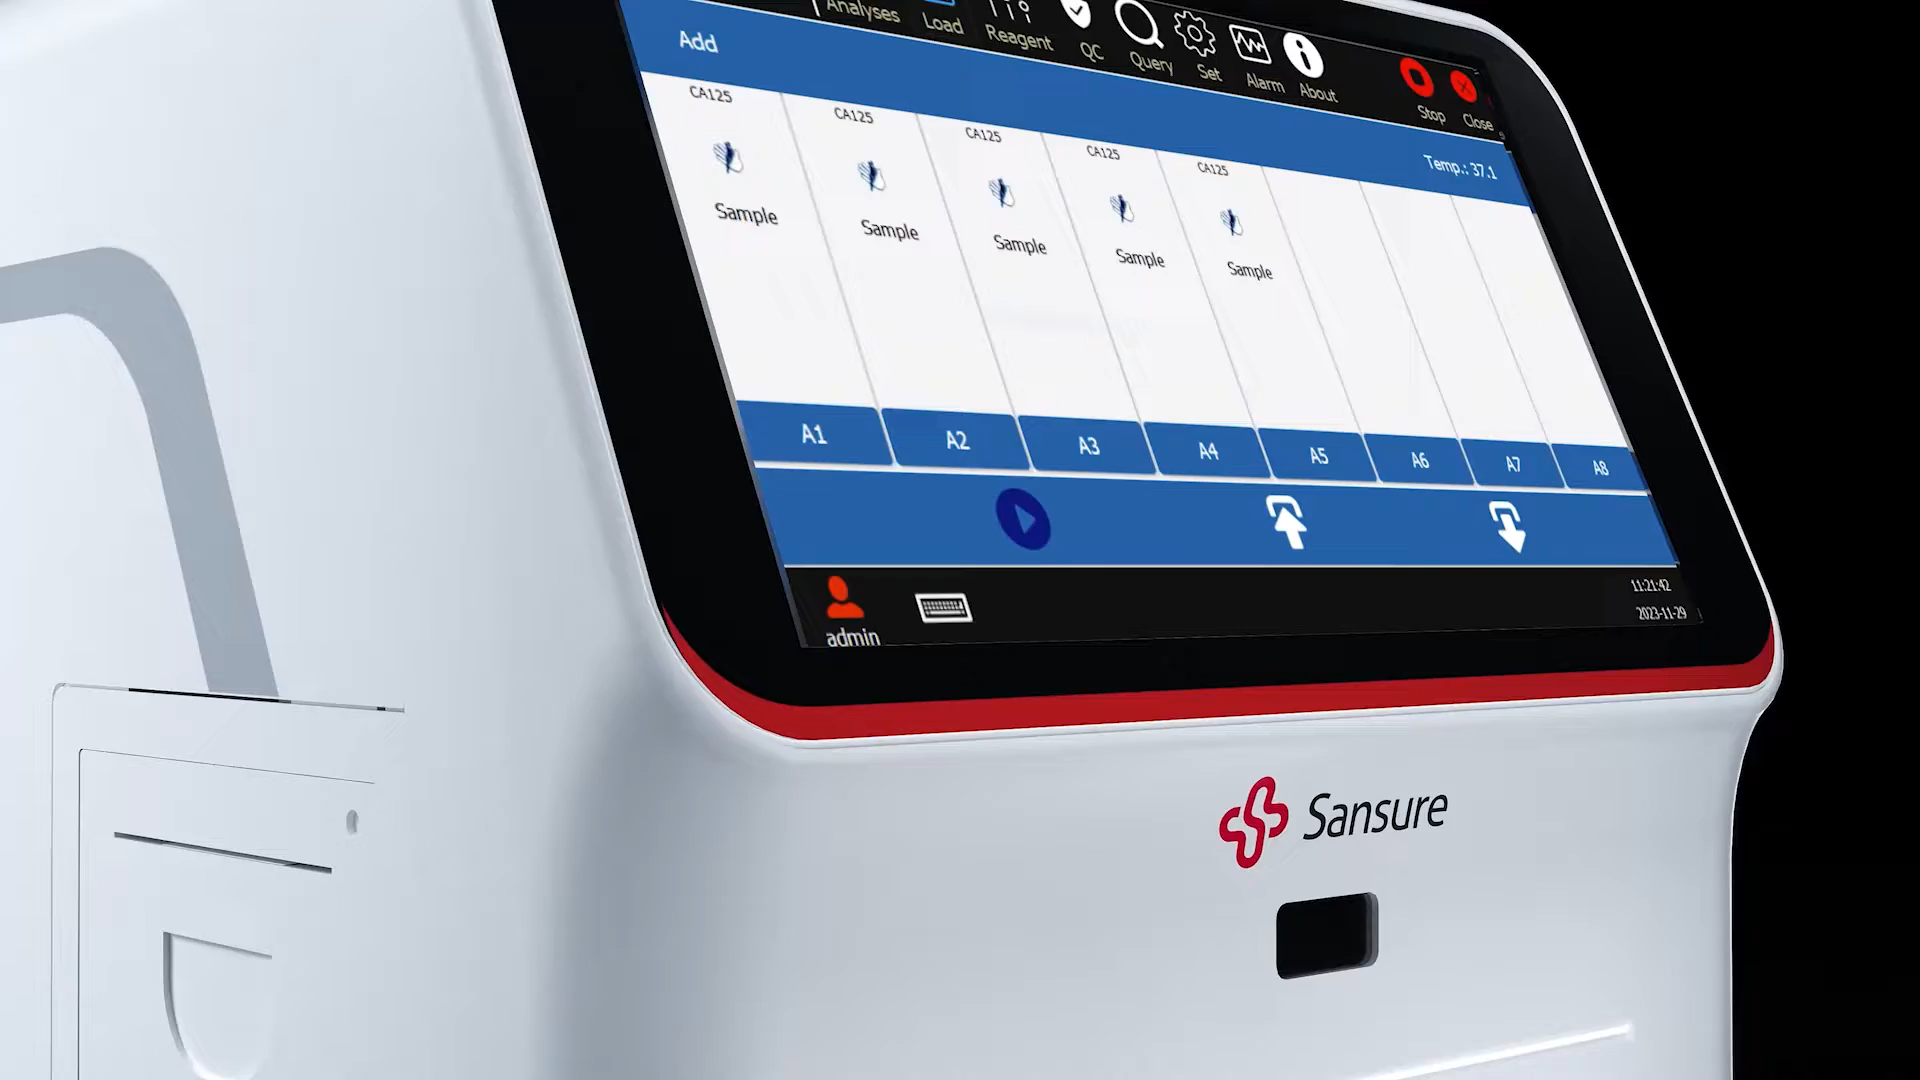 Analyses
Load
Reagent
QC
Query
Set
Alarm
About
Stop
Close
Add
Temp.: 37.1
CA125
CA125
CA125
CA125
CA125
Sample
Sample
Sample
Sample
Sample
A1
A2
A3
A4
A5
A6
A7
A8
admin
11:21:42
2023-11-29
Sansure